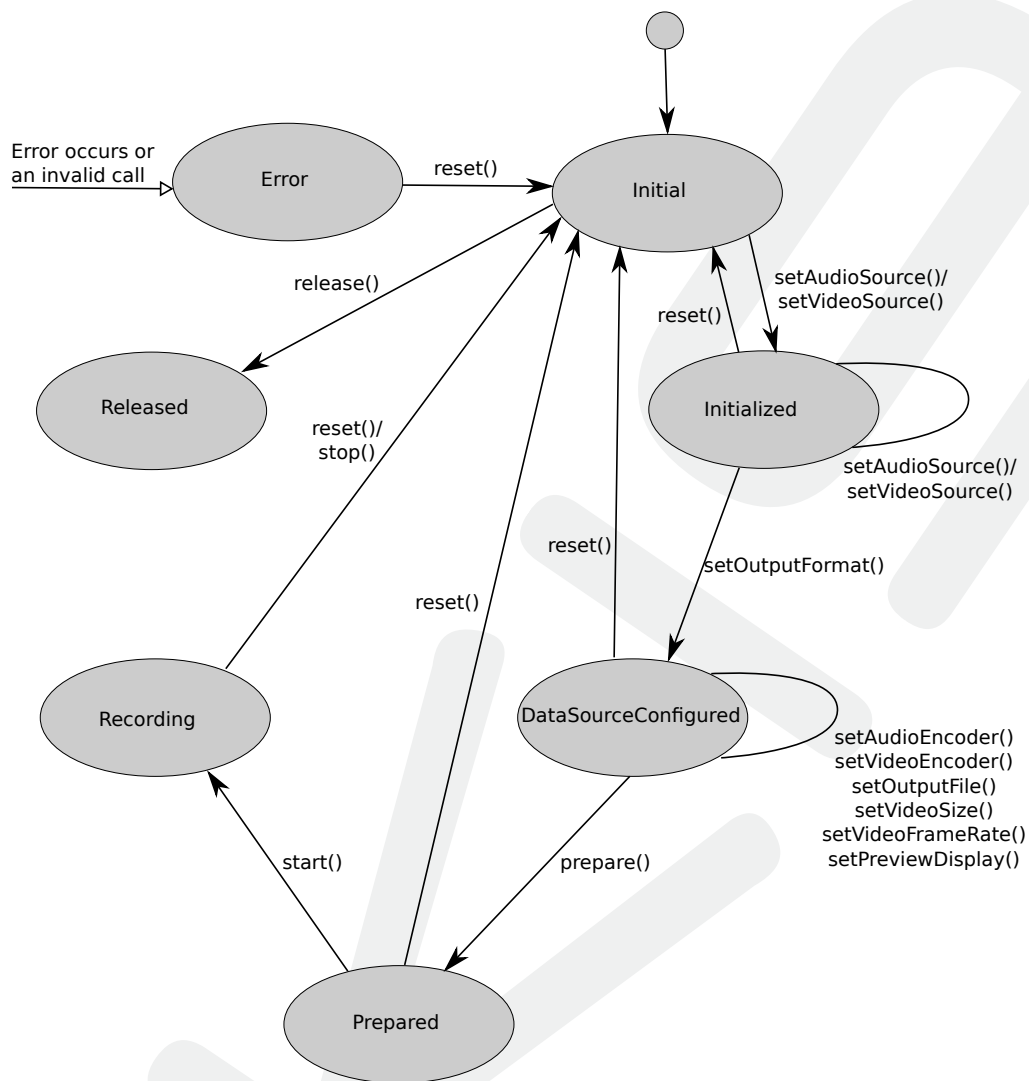 Error occurs or
an invalid call
Error
reset()
Initial
release()
setAudioSource()/
setVideoSource()
reset()
Released
Initialized
reset()/
stop()
setAudioSource()/
setVideoSource()
reset()
setOutputFormat()
reset()
Recording
DataSourceConfigured
setAudioEncoder()
setVideoEncoder()
setOutputFile()
setVideoSize()
setVideoFrameRate()
setPreviewDisplay()
start()
prepare()
Prepared